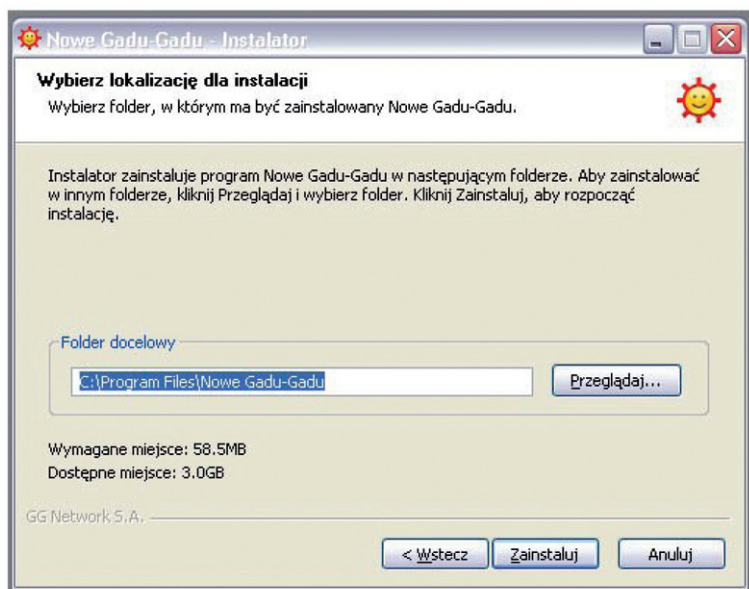 Nowe Gadu-Gadu - Instalator
Wybierz lokalizację dla instalacji
Wybierz folder, w którym ma być zainstalowany Nowe Gadu-Gadu.
Instalator zainstaluje program Nowe Gadu-Gadu w następującym folderze. Aby zainstalować
w innym folderze, kliknij Przeglądaj i wybierz folder. Kliknij Zainstaluj, aby rozpocząć
instalację.
Folder docelowy
C:\Program Files\Nowe Gadu-Gadu
Przeglądaj...
Wymagane miejsce: 58.5MB
Dostępne miejsce: 3.0GB
GG Network S.A.
< Wstecz
Zainstaluj
Anuluj